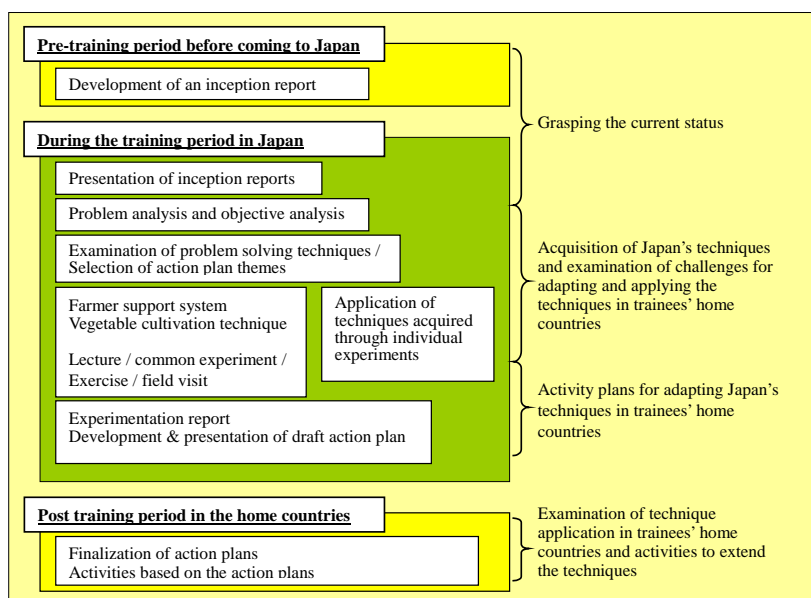 Pre-training period before coming to Japan
Development of an inception report
Grasping the current status
During the training period in Japan
Presentation of inception reports
Problem analysis and objective analysis
Examination of problem solving techniques /
Selection of action plan themes
Farmer support system
Vegetable cultivation technique
Lecture / common experiment /
Exercise / field visit
Application of
techniques acquired
through individual
experiments
Acquisition of Japan’s techniques
and examination of challenges for
adapting and applying the
techniques in trainees’ home
countries
Experimentation report
Development & presentation of draft action plan
Activity plans for adapting Japan’s
techniques in trainees’ home
countries
Post training period in the home countries
Finalization of action plans
Activities based on the action plans
Examination of technique
application in trainees’ home
countries and activities to extend
the techniques